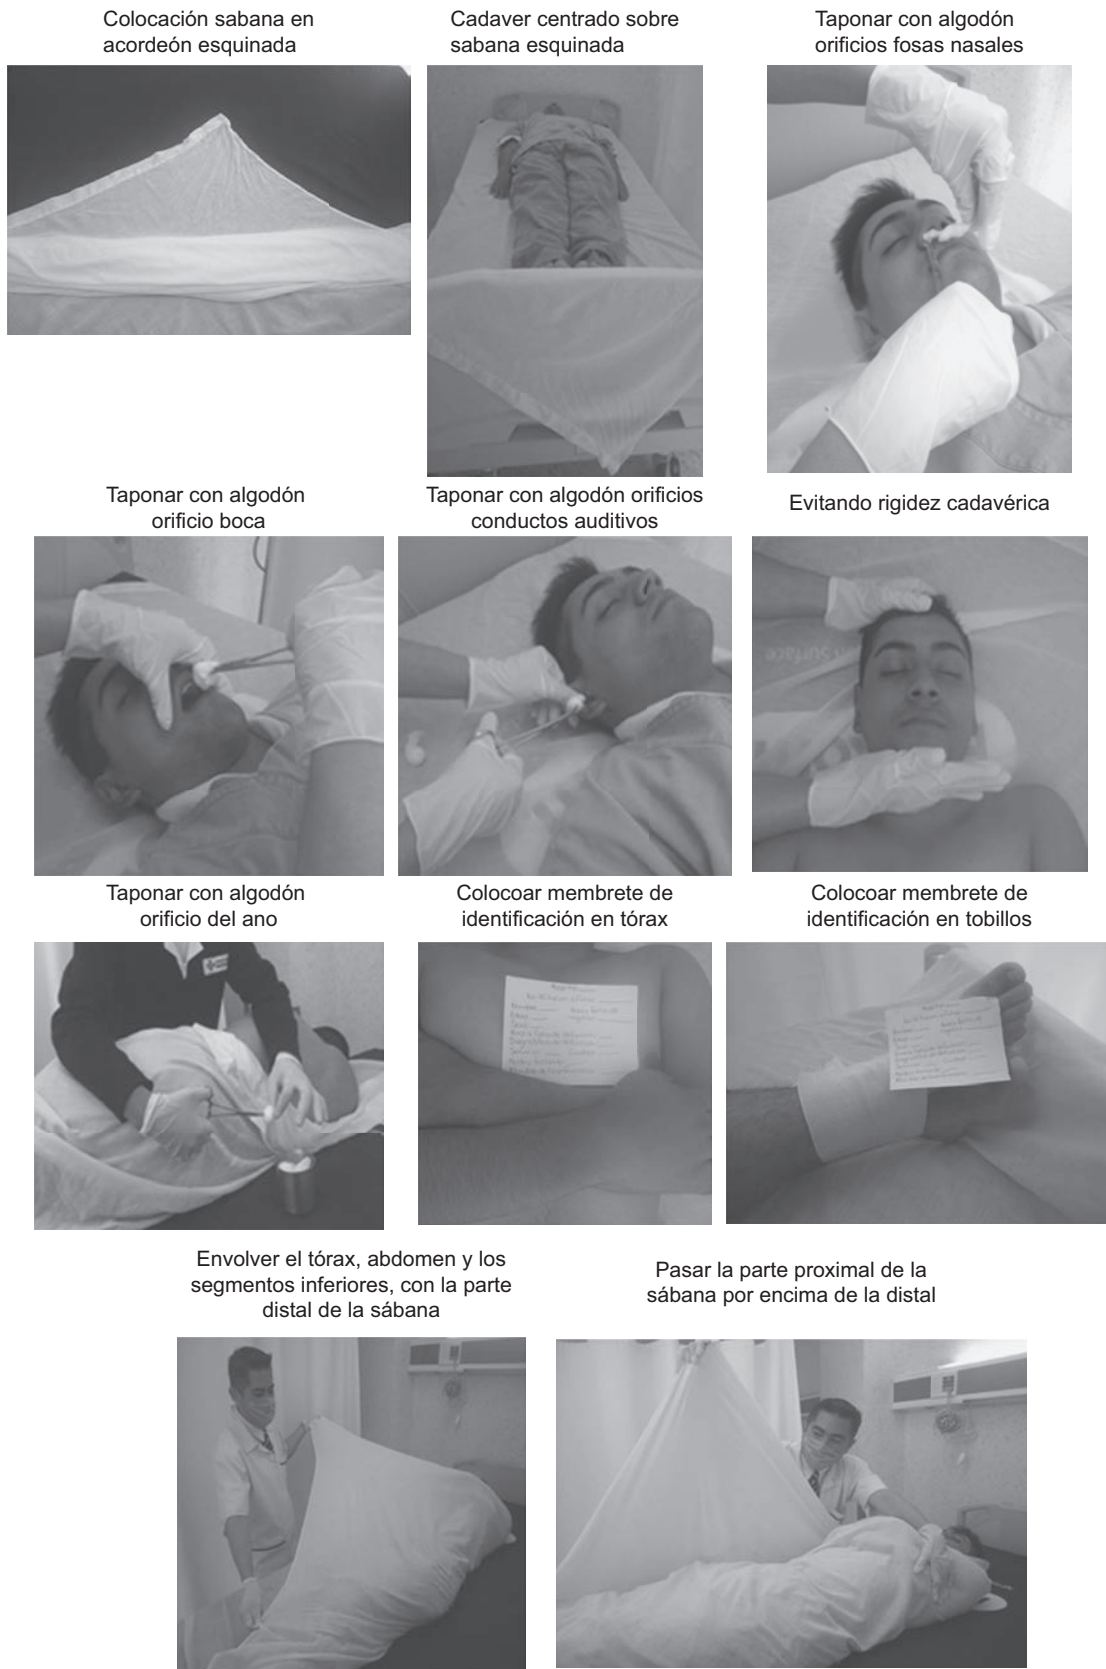 Colocación sabana en
acordeón esquinada
Cadaver centrado sobre
sabana esquinada
Taponar con algodón
orificios fosas nasales
Taponar con algodón
orificio boca
Taponar con algodón orificios
conductos auditivos
Evitando rigidez cadavérica
Taponar con algodón
orificio del ano
Colocoar membrete de
identificación en tórax
Colocoar membrete de
identificación en tobillos
Envolver el tórax, abdomen y los
segmentos inferiores, con la parte
distal de la sábana
Pasar la parte proximal de la
sábana por encima de la distal